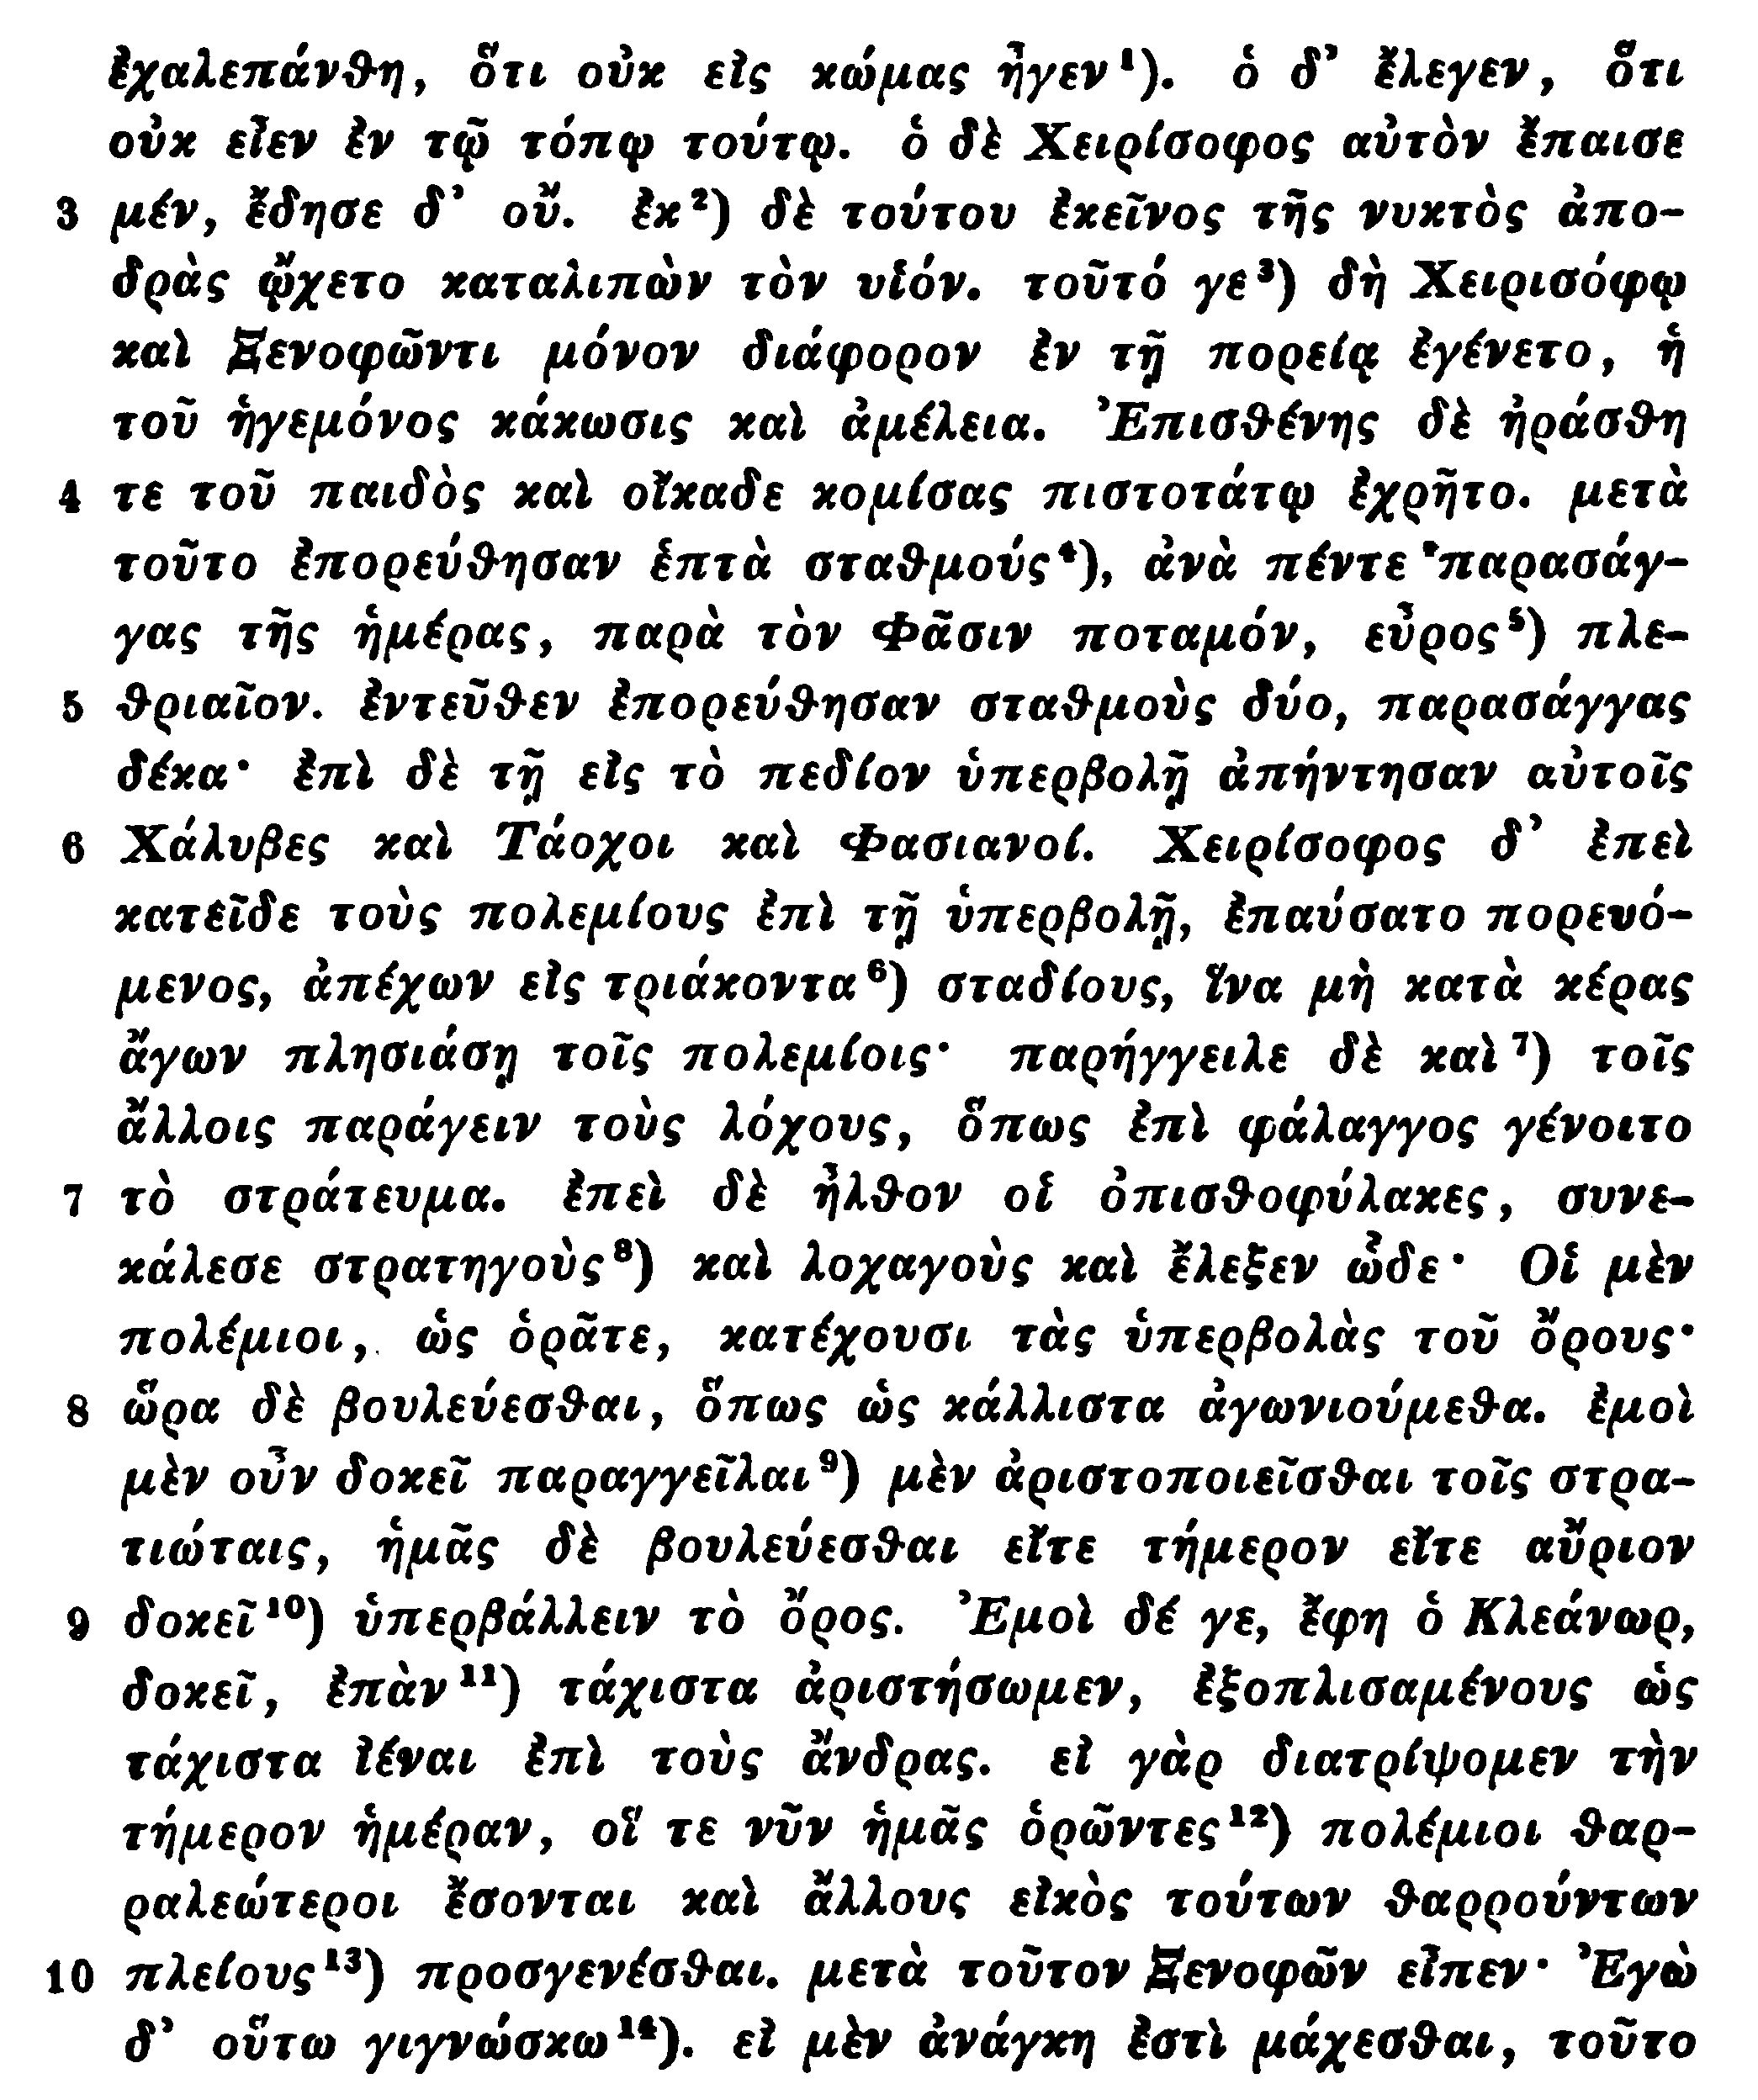 ἐχαλεπάνθη, ὅτι οὐκ εἰς κώμας ἦγεν¹). ὁ δ’ ἔλεγεν, ὅτι
οὐκ εἶεν ἐν τῷ τόπῳ τούτῳ. ὁ δὲ Χειρίσοφος αὐτὸν ἔπαισε
3 μέν, ἔδησε δ’ οὔ. ἐκ²) δὲ τούτου ἐκεῖνος τῆς νυκτὸς ἀπο-
δρὰς ᾤχετο καταλιπὼν τὸν υἱόν. τοῦτό γε³) δὴ Χειρισόφῳ
καὶ Ξενοφῶντι μόνον διάφορον ἐν τῇ πορείᾳ ἐγένετο, ἡ
τοῦ ἡγεμόνος κάκωσις καὶ ἀμέλεια. Ἐπισθένης δὲ ἠράσθη
4 τε τοῦ παιδὸς καὶ οἴκαδε κομίσας πιστοτάτῳ ἐχρῆτο. μετὰ
τοῦτο ἐπορεύθησαν ἑπτὰ σταθμούς⁴), ἀνὰ πέντε παρασάγ-
γας τῆς ἡμέρας, παρὰ τὸν Φᾶσιν ποταμόν, εὖρος⁵) πλε-
5 θριαῖον. ἐντεῦθεν ἐπορεύθησαν σταθμοὺς δύο, παρασάγγας
δέκα· ἐπὶ δὲ τῇ εἰς τὸ πεδίον ὑπερβολῇ ἀπήντησαν αὐτοῖς
6 Χάλυβες καὶ Τάοχοι καὶ Φασιανοί. Χειρίσοφος δ’ ἐπεὶ
κατεῖδε τοὺς πολεμίους ἐπὶ τῇ ὑπερβολῇ, ἐπαύσατο πορευό-
μενος, ἀπέχων εἰς τριάκοντα⁶) σταδίους, ἵνα μὴ κατὰ κέρας
ἄγων πλησιάσῃ τοῖς πολεμίοις· παρήγγειλε δὲ καὶ⁷) τοῖς
ἄλλοις παράγειν τοὺς λόχους, ὅπως ἐπὶ φάλαγγος γένοιτο
7 τὸ στράτευμα. ἐπεὶ δὲ ἦλθον οἱ ὀπισθοφύλακες, συνε-
κάλεσε στρατηγοὺς⁸) καὶ λοχαγοὺς καὶ ἔλεξεν ὧδε· Οἱ μὲν
πολέμιοι, ὡς ὁρᾶτε, κατέχουσι τὰς ὑπερβολὰς τοῦ ὄρους·
8 ὥρα δὲ βουλεύεσθαι, ὅπως ὡς κάλλιστα ἀγωνιούμεθα. ἐμοὶ
μὲν οὖν δοκεῖ παραγγεῖλαι⁹) μὲν ἀριστοποιεῖσθαι τοῖς στρα-
τιώταις, ἡμᾶς δὲ βουλεύεσθαι εἴτε τήμερον εἴτε αὔριον
9 δοκεῖ¹⁰) ὑπερβάλλειν τὸ ὄρος. Ἐμοὶ δέ γε, ἔφη ὁ Κλεάνωρ,
δοκεῖ, ἐπὰν¹¹) τάχιστα ἀριστήσωμεν, ἐξοπλισαμένους ὡς
τάχιστα ἰέναι ἐπὶ τοὺς ἄνδρας. εἰ γὰρ διατρίψομεν τὴν
τήμερον ἡμέραν, οἵ τε νῦν ἡμᾶς ὁρῶντες¹²) πολέμιοι θαρ-
ραλεώτεροι ἔσονται καὶ ἄλλους εἰκὸς τούτων θαρρούντων
10 πλείους¹³) προσγενέσθαι. μετὰ τοῦτον Ξενοφῶν εἶπεν· Ἐγὼ
δ’ οὕτω γιγνώσκω¹⁴). εἰ μὲν ἀνάγκη ἐστὶ μάχεσθαι, τοῦτο